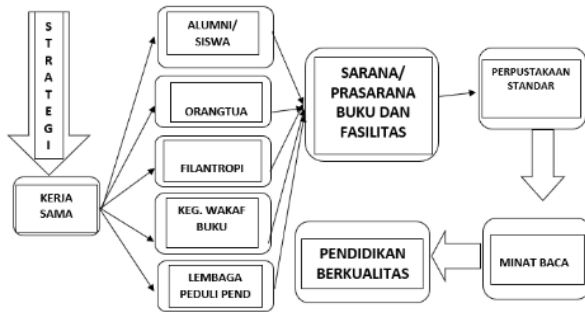 STRATEGI
KERJA
SAMA
ALUMNI/
SISWA
ORANGTUA
FILANTROPI
KEG. WAKAF
BUKU
LEMBAGA
PEDULI PEND
SARANA/
PRASARANA
BUKU DAN
FASILITAS
PERPUSTAKAAN
STANDAR
MINAT BACA
PENDIDIKAN
BERKUALITAS